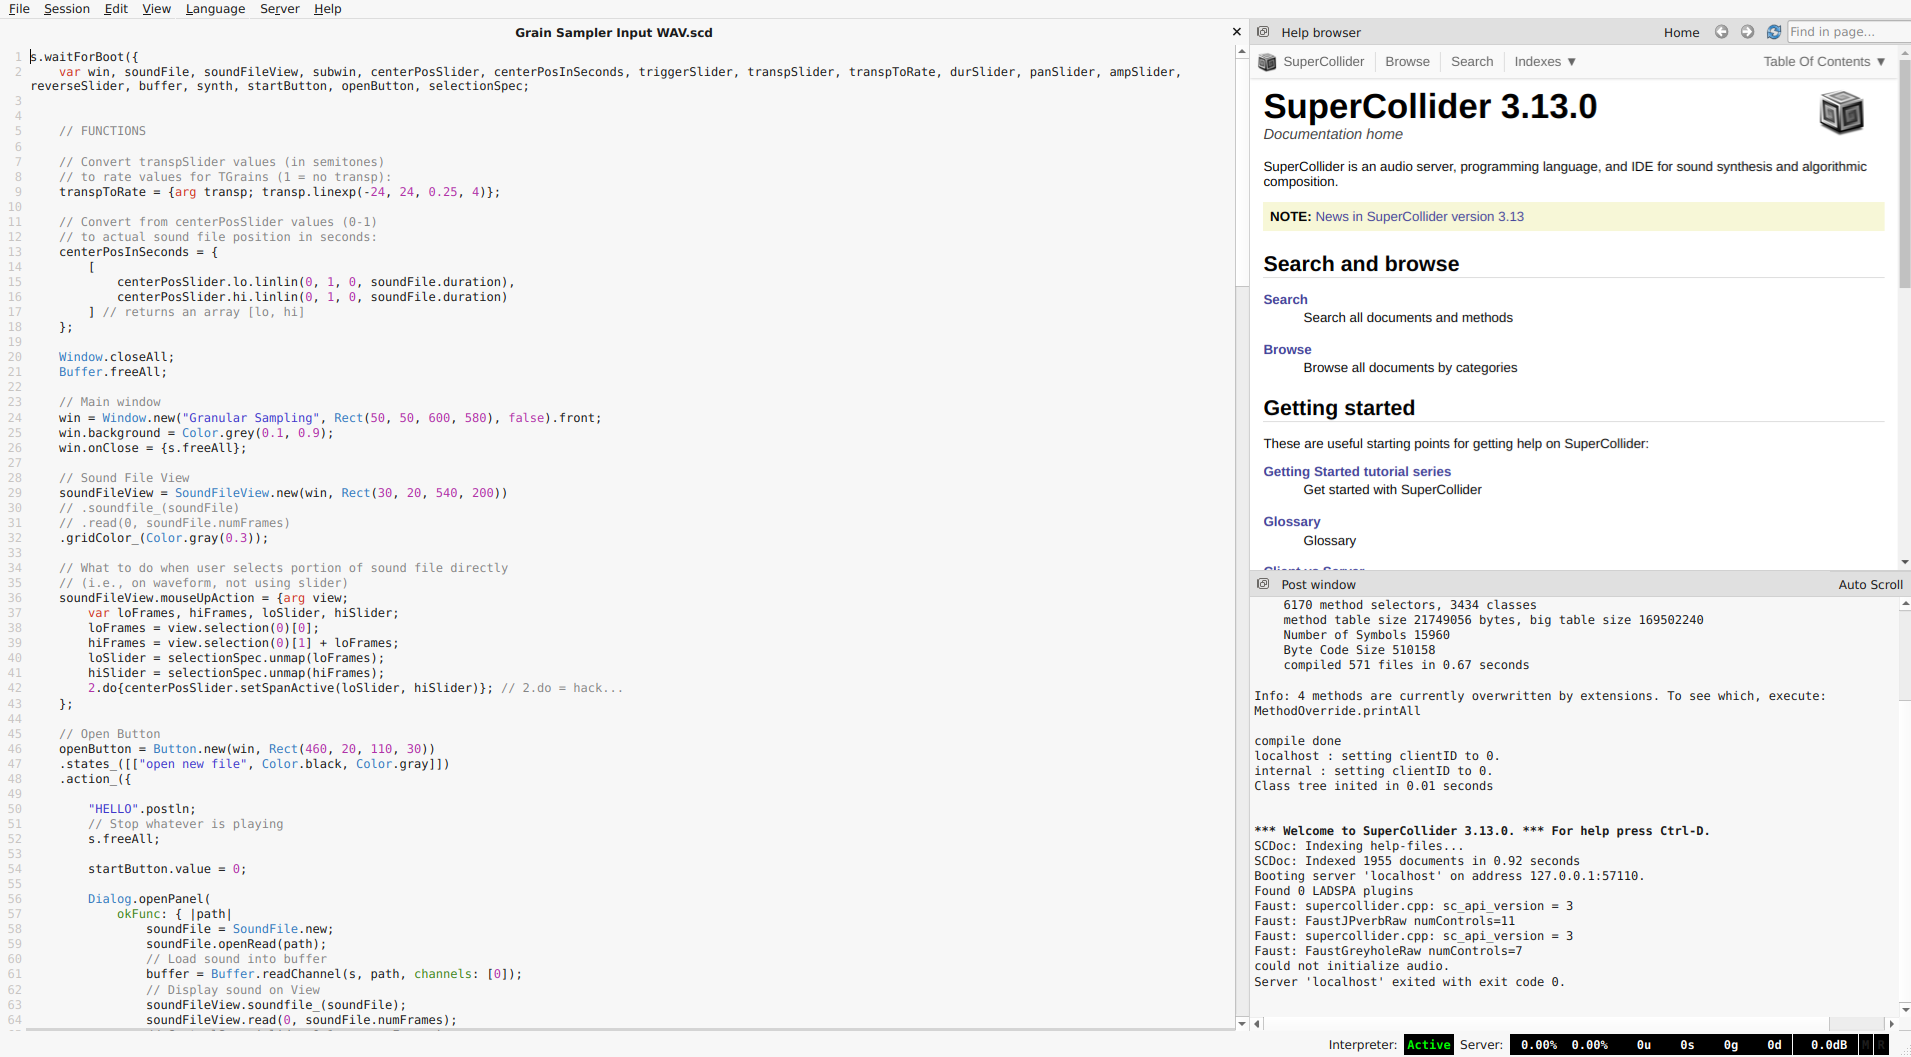 File Session Edit View Language Server Help
Grain Sampler Input WAV.scd
1 s.waitForBoot({
2 var win, soundFile, soundFileView, subwin, centerPosSlider, centerPosInSeconds, triggerSlider, transpSlider, transpToRate, durSlider, panSlider, ampSlider,
reverseSlider, buffer, synth, startButton, openButton, selectionSpec;
3
4
5 // FUNCTIONS
6
7 // Convert transpSlider values (in semitones)
8 // to rate values for TGrains (1 = no transp):
9 transpToRate = {arg transp; transp.linexp(-24, 24, 0.25, 4)};
10
11 // Convert from centerPosSlider values (0-1)
12 // to actual sound file position in seconds:
13 centerPosInSeconds = {
14 [
15 centerPosSlider.lo.linlin(0, 1, 0, soundFile.duration),
16 centerPosSlider.hi.linlin(0, 1, 0, soundFile.duration)
17 ] // returns an array [lo, hi]
18 };
19
20 Window.closeAll;
21 Buffer.freeAll;
22
23 // Main window
24 win = Window.new("Granular Sampling", Rect(50, 50, 600, 580), false).front;
25 win.background = Color.grey(0.1, 0.9);
26 win.onClose = {s.freeAll};
27
28 // Sound File View
29 soundFileView = SoundFileView.new(win, Rect(30, 20, 540, 200))
30 // .soundfile_(soundFile)
31 // .read(0, soundFile.numFrames)
32 .gridColor_(Color.gray(0.3));
33
34 // What to do when user selects portion of sound file directly
35 // (i.e., on waveform, not using slider)
36 soundFileView.mouseUpAction = {arg view;
37 var loFrames, hiFrames, loSlider, hiSlider;
38 loFrames = view.selection(0)[0];
39 hiFrames = view.selection(0)[1] + loFrames;
40 loSlider = selectionSpec.unmap(loFrames);
41 hiSlider = selectionSpec.unmap(hiFrames);
42 2.do{centerPosSlider.setSpanActive(loSlider, hiSlider)}; // 2.do = hack...
43 };
44
45 // Open Button
46 openButton = Button.new(win, Rect(460, 20, 110, 30))
47 .states_([["open new file", Color.black, Color.gray]])
48 .action_({
49
50 "HELLO".postln;
51 // Stop whatever is playing
52 s.freeAll;
53
54 startButton.value = 0;
55
56 Dialog.openPanel(
57 okFunc: { |path|
58 soundFile = SoundFile.new;
59 soundFile.openRead(path);
60 // Load sound into buffer
61 buffer = Buffer.readChannel(s, path, channels: [0]);
62 // Display sound on View
63 soundFileView.soundfile_(soundFile);
64 soundFileView.read(0, soundFile.numFrames);
Help browser Home Find in page...
SuperCollider Browse Search Indexes ▼ Table Of Contents ▼
SuperCollider 3.13.0
Documentation home
SuperCollider is an audio server, programming language, and IDE for sound synthesis and algorithmic
composition.
NOTE: News in SuperCollider version 3.13
Search and browse
Search
Search all documents and methods
Browse
Browse all documents by categories
Getting started
These are useful starting points for getting help on SuperCollider:
Getting Started tutorial series
Get started with SuperCollider
Glossary
Glossary
Client vs Server
Post window Auto Scroll
6170 method selectors, 3434 classes
method table size 21749056 bytes, big table size 169502240
Number of Symbols 15960
Byte Code Size 510158
compiled 571 files in 0.67 seconds
Info: 4 methods are currently overwritten by extensions. To see which, execute:
MethodOverride.printAll
compile done
localhost : setting clientID to 0.
internal : setting clientID to 0.
Class tree inited in 0.01 seconds
*** Welcome to SuperCollider 3.13.0. *** For help press Ctrl-D.
SCDoc: Indexing help-files...
SCDoc: Indexed 1955 documents in 0.92 seconds
Booting server 'localhost' on address 127.0.0.1:57110.
Found 0 LADSPA plugins
Faust: supercollider.cpp: sc_api_version = 3
Faust: FaustJPverbRaw numControls=11
Faust: supercollider.cpp: sc_api_version = 3
Faust: FaustGreyholeRaw numControls=7
could not initialize audio.
Server 'localhost' exited with exit code 0.
Interpreter: Active Server: 0.00% 0.00% 0u 0s 0g 0d 0.0dB M R